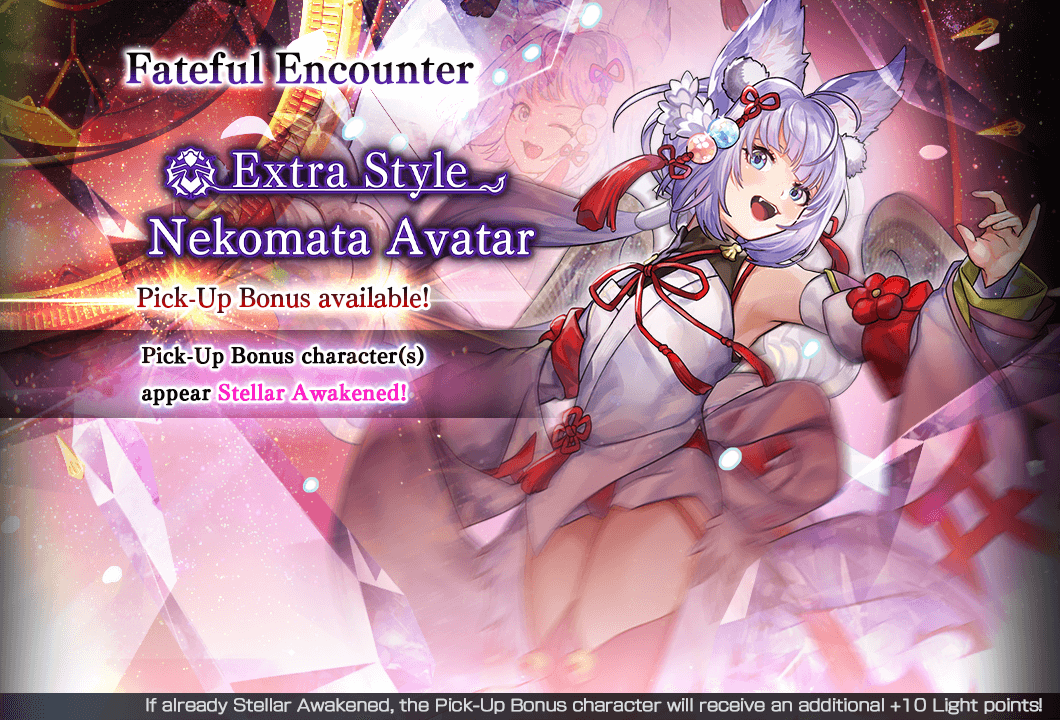 Fateful Encounter
Extra Style
Nekomata Avatar
Pick-Up Bonus available!
Pick-Up Bonus character(s)
appear Stellar Awakened!
If already Stellar Awakened, the Pick-Up Bonus character will receive an additional +10 Light points!